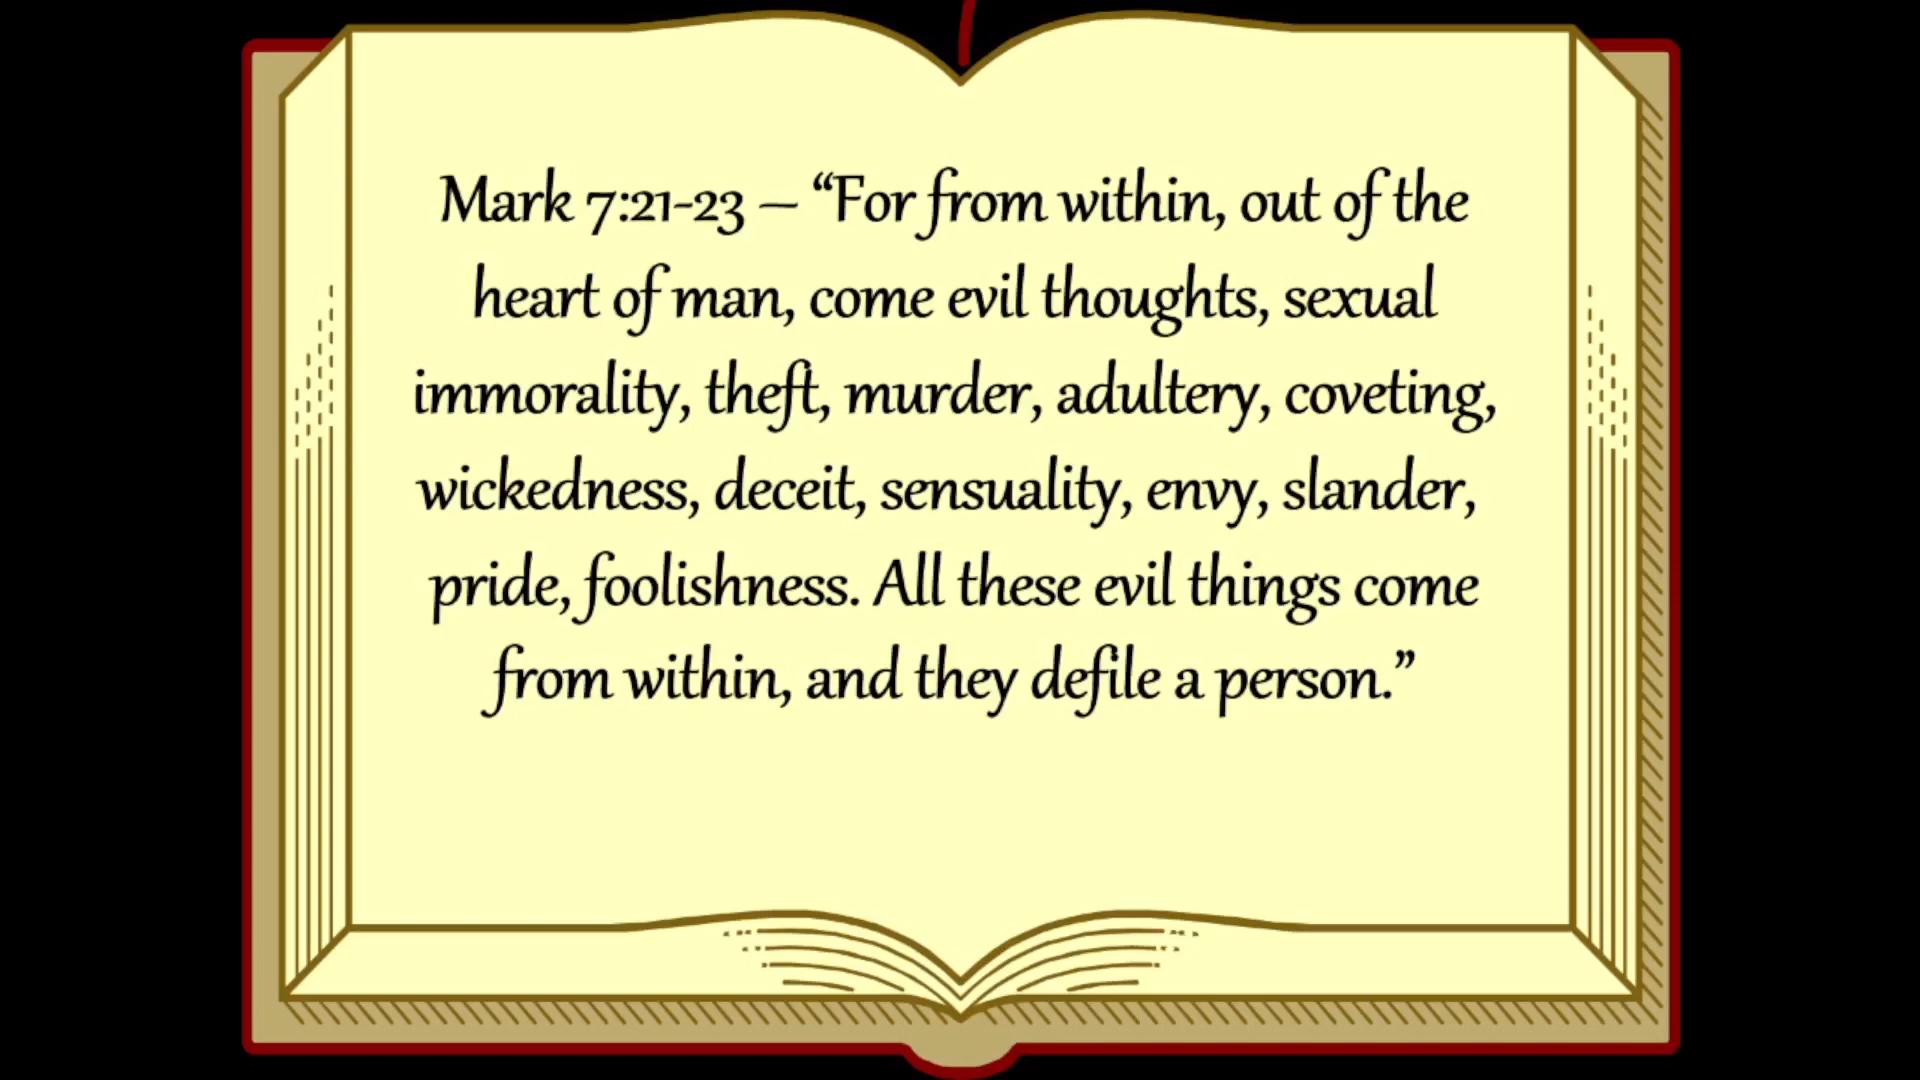 Mark 7:21-23 – “For from within, out of the
heart of man, come evil thoughts, sexual
immorality, theft, murder, adultery, coveting,
wickedness, deceit, sensuality, envy, slander,
pride, foolishness. All these evil things come
from within, and they defile a person.”